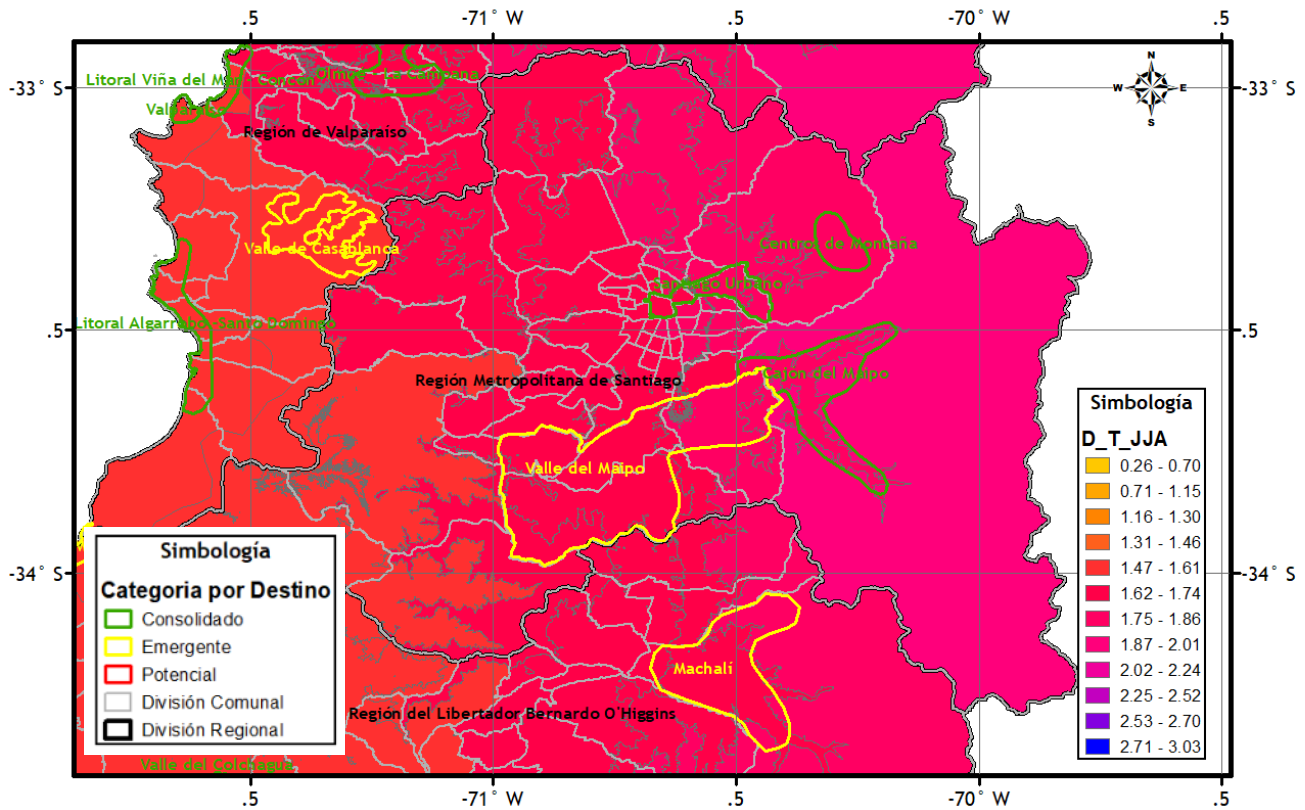 .5
-71° W
.5
-70° W
.5
N
W
E
S
-33° S
-33° S
Litoral Viña del Mar - Concon
Olmue - La Campana
Valparaiso
Región de Valparaíso
Valle de Casablanca
Centros de Montaña
Santiago Urbano
Litoral Algarrobo - Santo Domingo
.5
.5
Cajón del Maipo
Región Metropolitana de Santiago
Valle del Maipo
Simbología
D_T_JJA
0.26 - 0.70
0.71 - 1.15
1.16 - 1.30
1.31 - 1.46
1.47 - 1.61
1.62 - 1.74
1.75 - 1.86
1.87 - 2.01
2.02 - 2.24
2.25 - 2.52
2.53 - 2.70
2.71 - 3.03
-34° S
-34° S
Simbología
Categoria por Destino
Consolidado
Emergente
Potencial
División Comunal
División Regional
Machalí
Región del Libertador Bernardo O'Higgins
Valle del Colchagua
.5
-71° W
.5
-70° W
.5